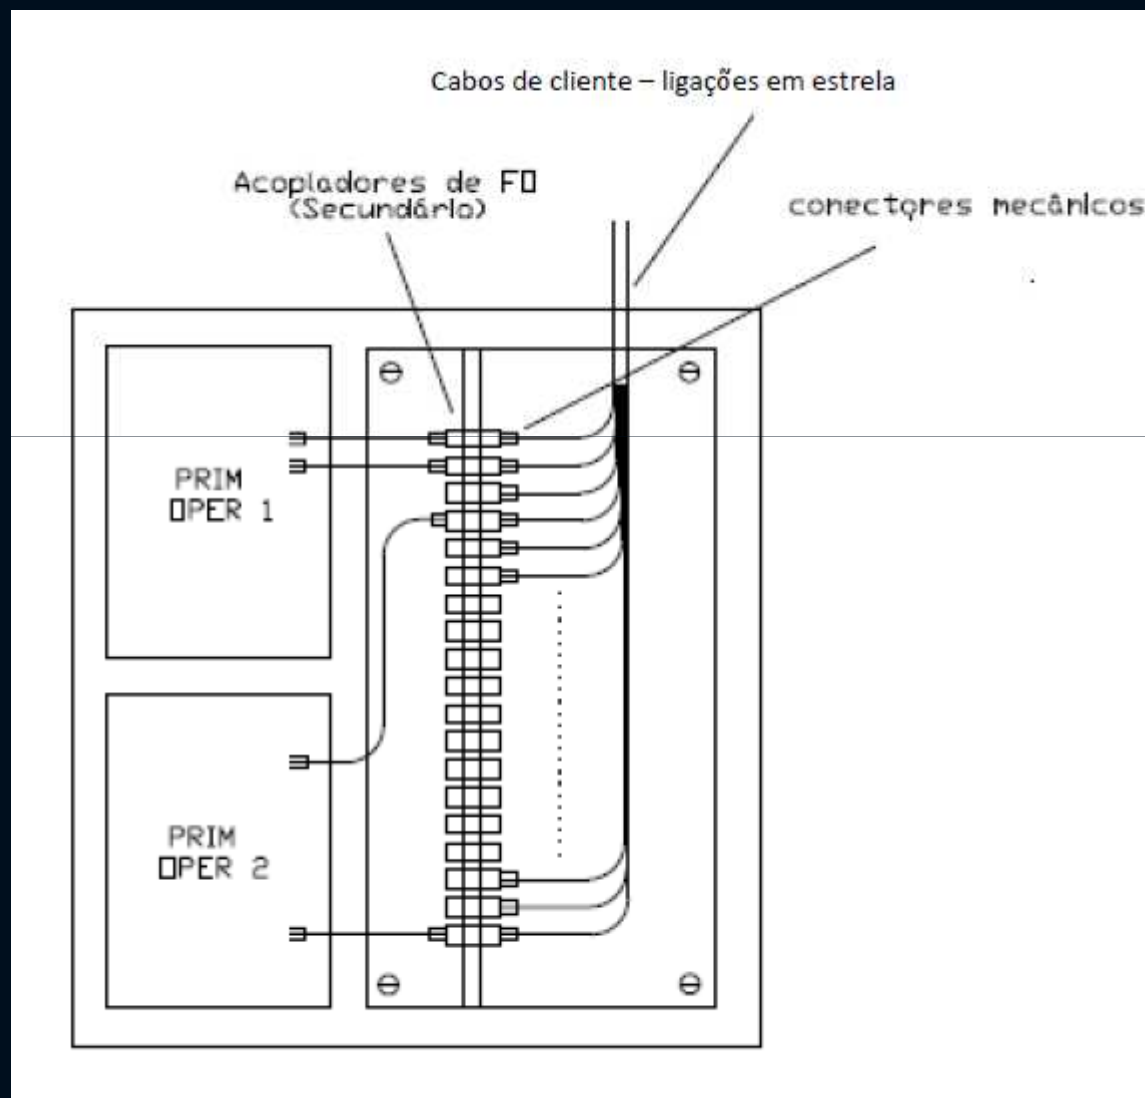 Cabos de cliente – ligações em estrela
Acopladores de FO
(Secundário)
conectores mecânicos
PRIM
OPER 1
PRIM
OPER 2